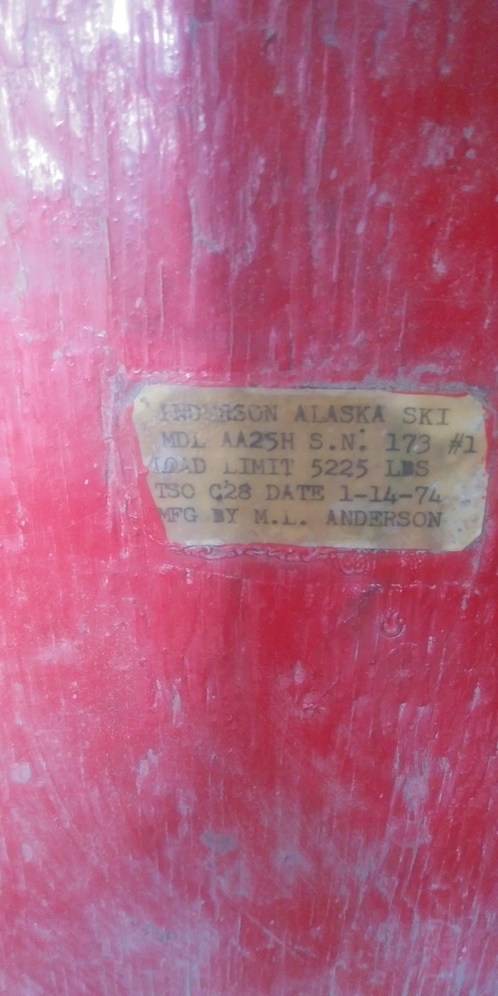 ANDERSON ALASKA SKI
MDL AA25H S.N. 173 #1
LOAD LIMIT 5225 LBS
TSO C28 DATE 1-14-74
MFG BY M.L. ANDERSON